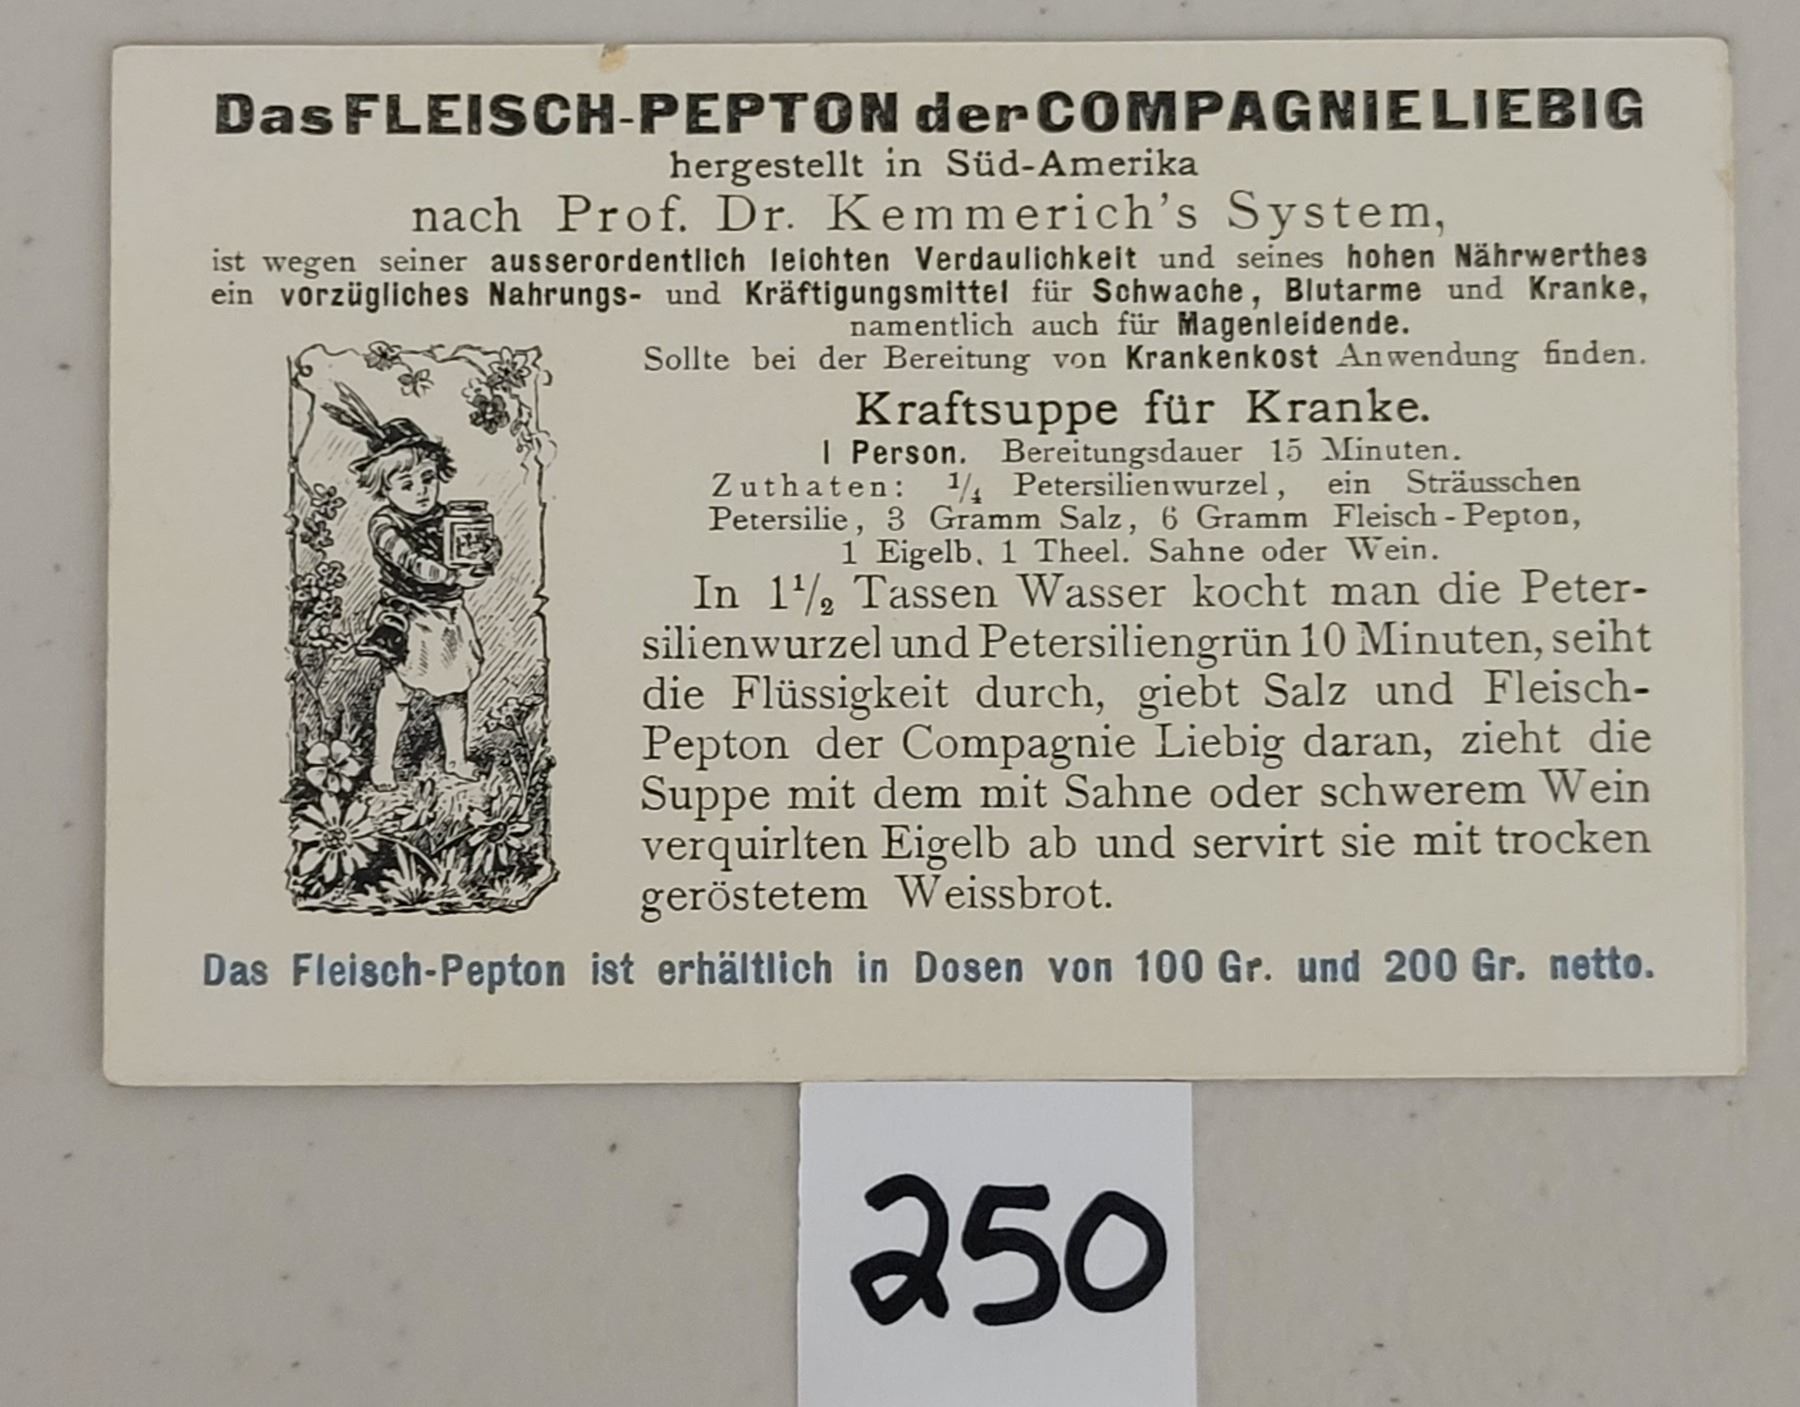 Das FLEISCH-PEPTON der COMPAGNIE LIEBIG
hergestellt in Süd-Amerika
nach Prof. Dr. Kemmerich's System,
ist wegen seiner ausserordentlich leichten Verdaulichkeit und seines hohen Nährwerthes
ein vorzügliches Nahrungs- und Kräftigungsmittel für Schwache, Blutarme und Kranke,
namentlich auch für Magenleidende.
Sollte bei der Bereitung von Krankenkost Anwendung finden.
Kraftsuppe für Kranke.
1 Person. Bereitungsdauer 15 Minuten.
Zuthaten: 1/4 Petersilienwurzel, ein Sträusschen
Petersilie, 3 Gramm Salz, 6 Gramm Fleisch-Pepton,
1 Eigelb, 1 Theel. Sahne oder Wein.
In 1 1/2 Tassen Wasser kocht man die Peter-
silienwurzel und Petersiliengrün 10 Minuten, seiht
die Flüssigkeit durch, giebt Salz und Fleisch-
Pepton der Compagnie Liebig daran, zieht die
Suppe mit dem mit Sahne oder schwerem Wein
verquirlten Eigelb ab und servirt sie mit trocken
geröstetem Weissbrot.
Das Fleisch-Pepton ist erhältlich in Dosen von 100 Gr. und 200 Gr. netto.
250